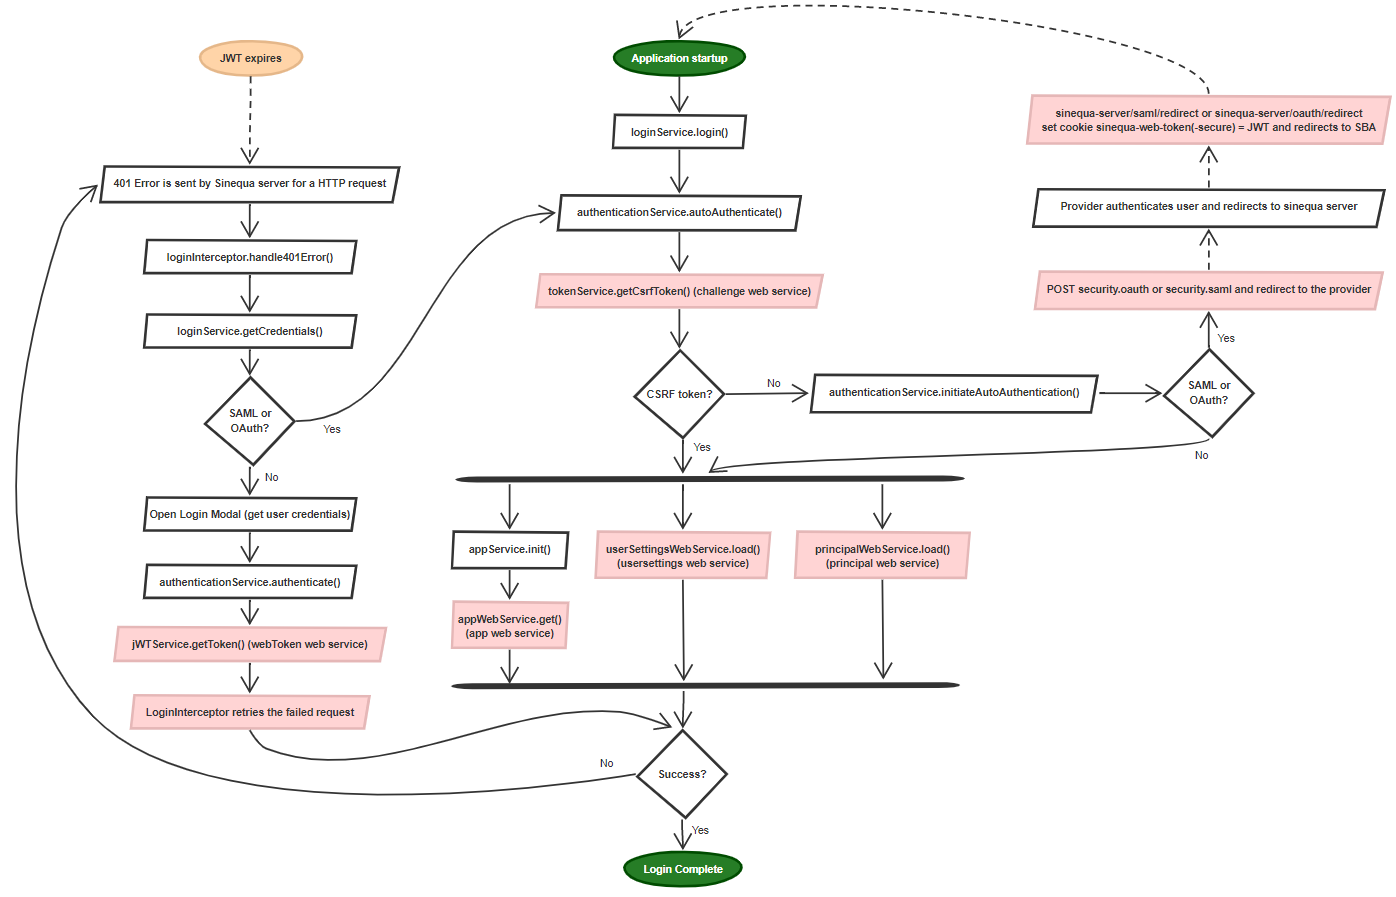 JWT expires
401 Error is sent by Sinequa server for a HTTP request
loginInterceptor.handle401Error()
loginService.getCredentials()
SAML or
OAuth?
Yes
No
Open Login Modal (get user credentials)
authenticationService.authenticate()
jWTService.getToken() (webToken web service)
LoginInterceptor retries the failed request
Application startup
loginService.login()
authenticationService.autoAuthenticate()
tokenService.getCsrfToken() (challenge web service)
CSRF token?
No
Yes
authenticationService.initiateAutoAuthentication()
SAML or
OAuth?
Yes
No
POST security.oauth or security.saml and redirect to the provider
Provider authenticates user and redirects to sinequa server
sinequa-server/saml/redirect or sinequa-server/oauth/redirect
set cookie sinequa-web-token(-secure) = JWT and redirects to SBA
appService.init()
appWebService.get()
(app web service)
userSettingsWebService.load()
(usersettings web service)
principalWebService.load()
(principal web service)
Success?
No
Yes
Login Complete